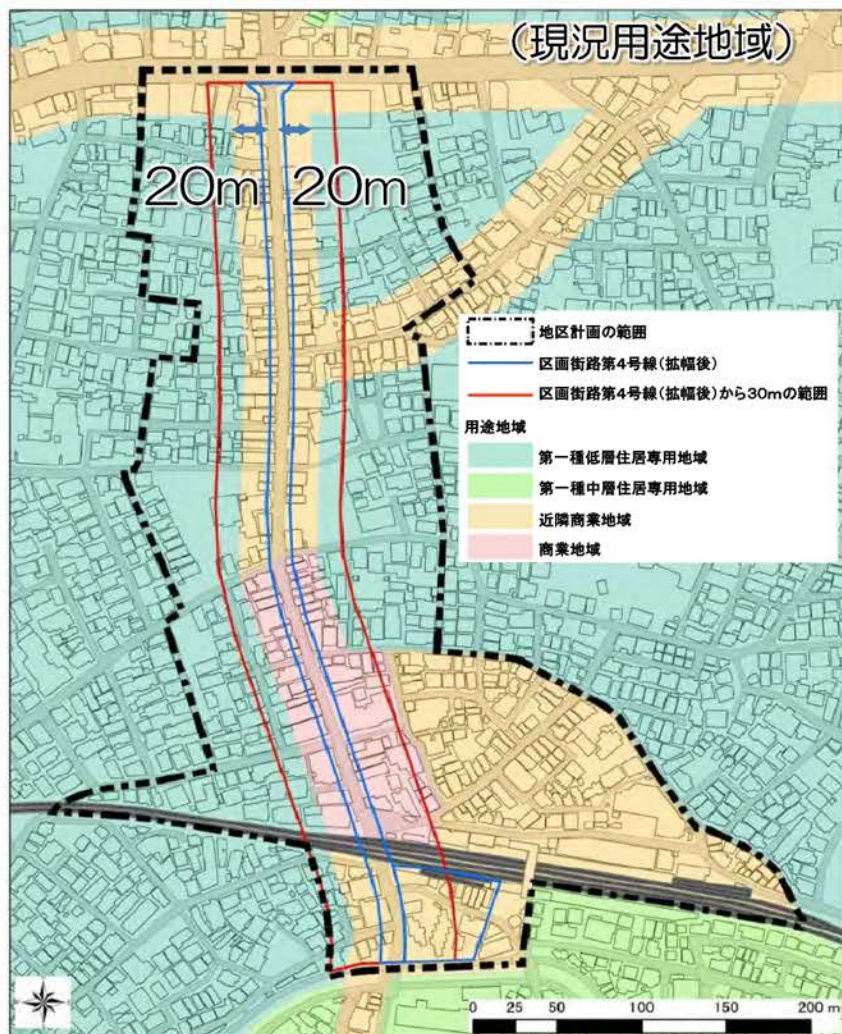 (現況用途地域)
20m 20m
地区計画の範囲
区画街路第4号線(拡幅後)
区画街路第4号線(拡幅後)から30mの範囲
用途地域
第一種低層住居専用地域
第一種中層住居専用地域
近隣商業地域
商業地域
0 25 50 100 150 200 m